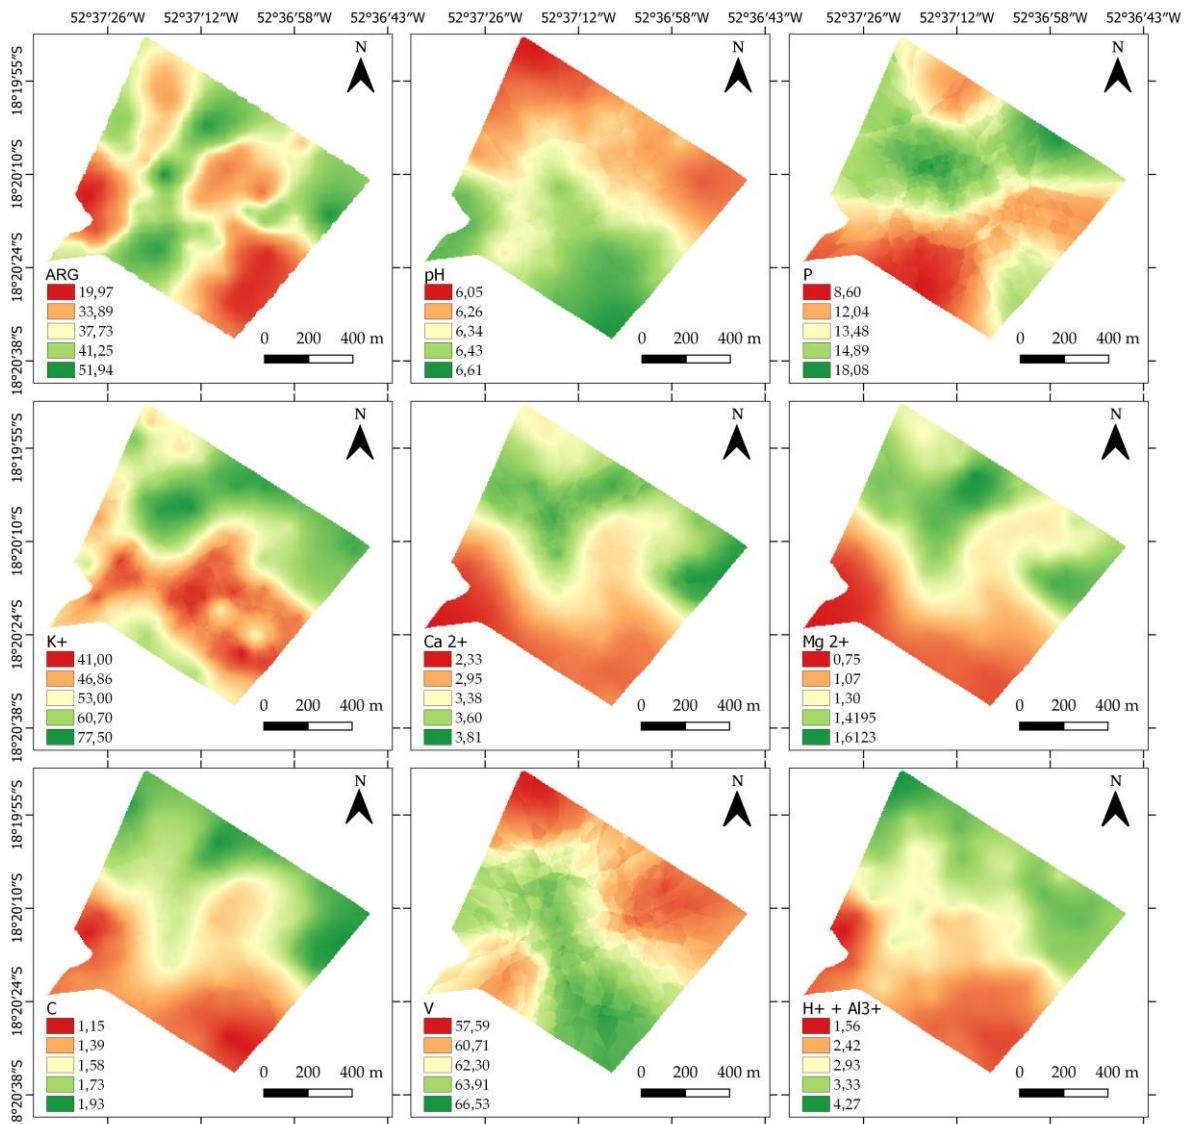 52°37'26"W 52°37'12"W 52°36'58"W 52°36'43"W 52°37'26"W 52°37'12"W 52°36'58"W 52°36'43"W 52°37'26"W 52°37'12"W 52°36'58"W 52°36'43"W
18°19'55"S
18°20'10"S
18°20'24"S
18°20'38"S
N
ARG
19,97
33,89
37,73
41,25
51,94
0 200 400 m
N
pH
6,05
6,26
6,34
6,43
6,61
0 200 400 m
N
P
8,60
12,04
13,48
14,89
18,08
0 200 400 m
18°19'55"S
18°20'10"S
18°20'24"S
18°20'38"S
N
K+
41,00
46,86
53,00
60,70
77,50
0 200 400 m
N
Ca 2+
2,33
2,95
3,38
3,60
3,81
0 200 400 m
N
Mg 2+
0,75
1,07
1,30
1,4195
1,6123
0 200 400 m
18°19'55"S
18°20'10"S
18°20'24"S
18°20'38"S
N
C
1,15
1,39
1,58
1,73
1,93
0 200 400 m
N
V
57,59
60,71
62,30
63,91
66,53
0 200 400 m
N
H+ + Al3+
1,56
2,42
2,93
3,33
4,27
0 200 400 m